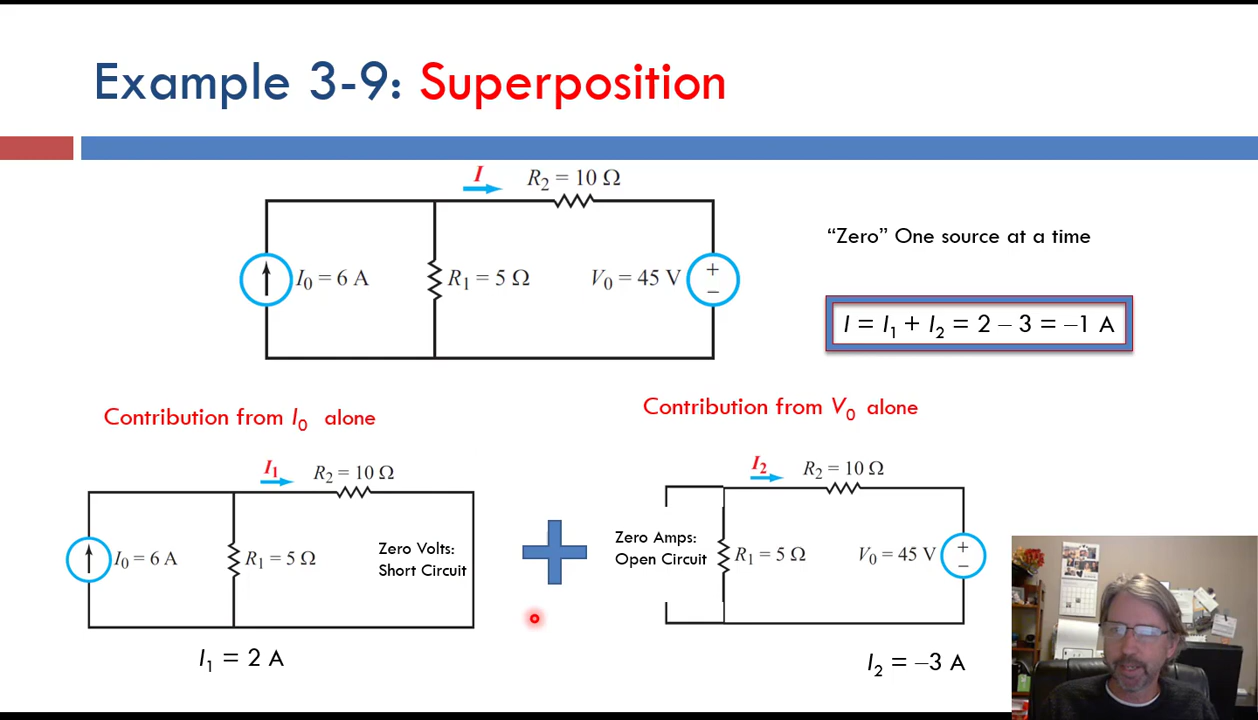 Example 3-9: Superposition
I
R2 = 10 Ω
I0 = 6 A
R1 = 5 Ω
V0 = 45 V
+
–
"Zero" One source at a time
I = I1 + I2 = 2 – 3 = –1 A
Contribution from I0 alone
I1
R2 = 10 Ω
I0 = 6 A
R1 = 5 Ω
Zero Volts:
Short Circuit
I1 = 2 A
Contribution from V0 alone
I2
R2 = 10 Ω
Zero Amps:
Open Circuit
R1 = 5 Ω
V0 = 45 V
+
–
I2 = –3 A